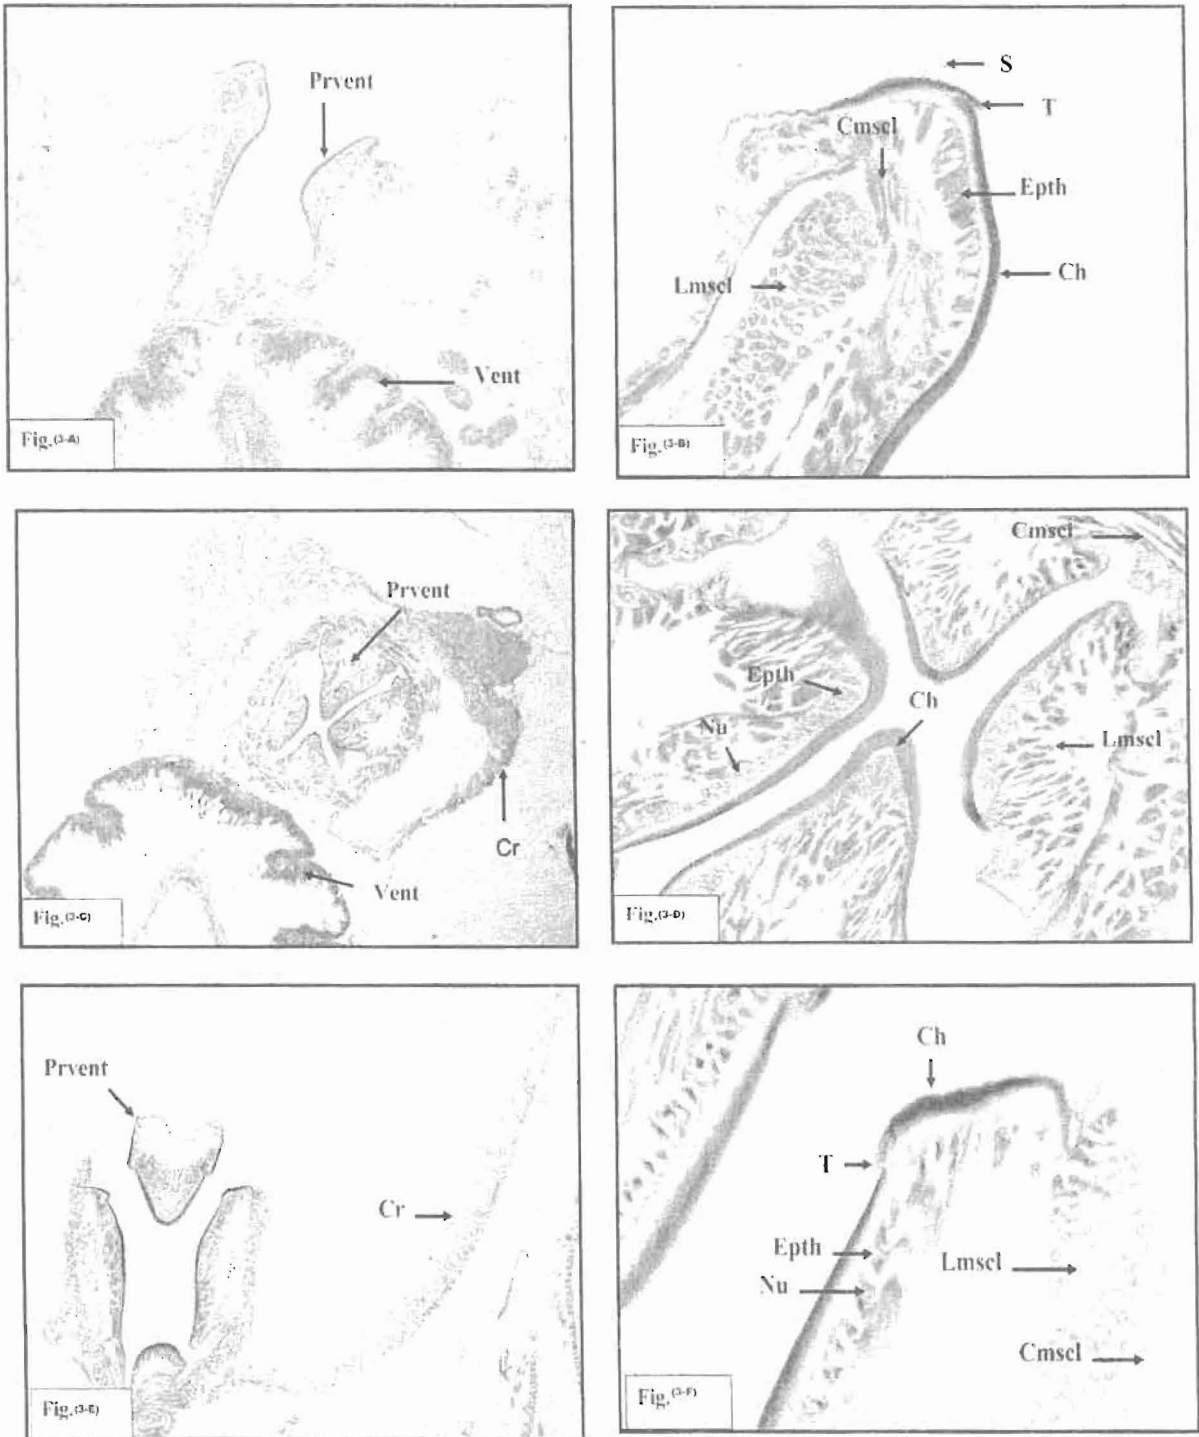 Prvent
Vent
Fig.(3-A)
S
T
Cmscl
Epth
Lmscl
Ch
Fig.(3-B)
Prvent
Cr
Vent
Fig.(3-C)
Cmscl
Epth
Ch
Nu
Lmscl
Fig.(3-D)
Prvent
Cr
Fig.(3-E)
Ch
T
Epth
Lmscl
Nu
Cmscl
Fig.(3-F)